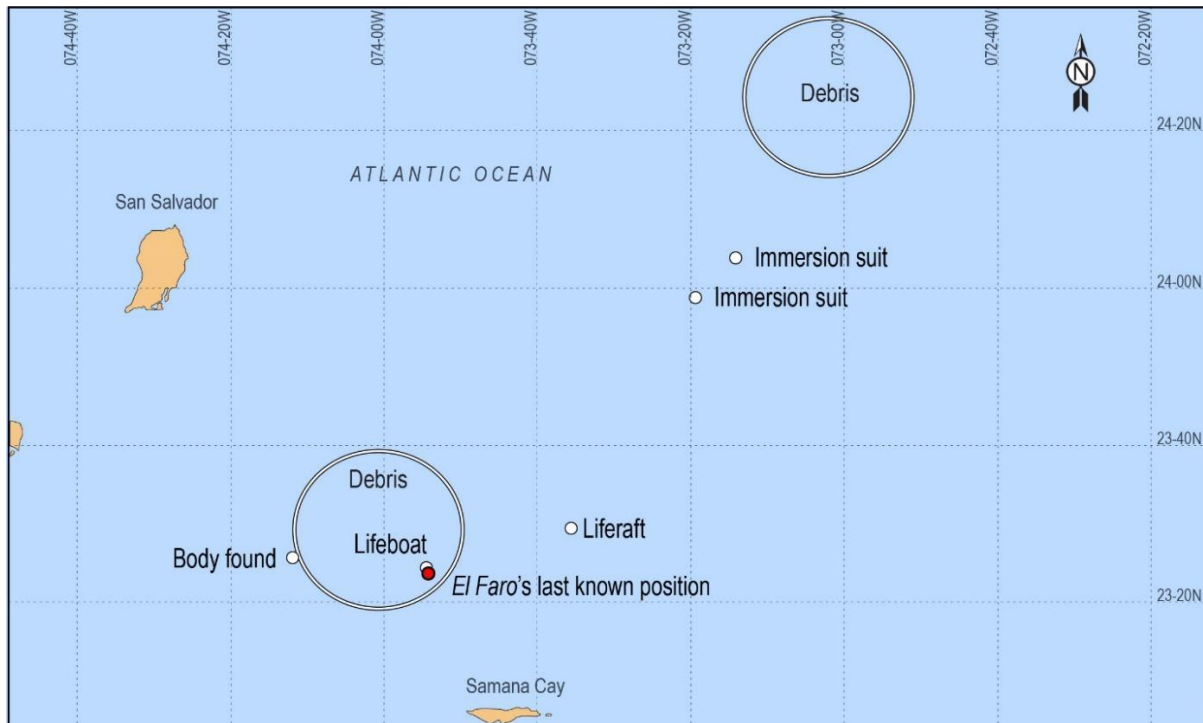 074-40W
074-20W
074-00W
073-40W
073-20W
073-00W
072-40W
072-20W
N
Debris
24-20N
ATLANTIC OCEAN
San Salvador
Immersion suit
24-00N
Immersion suit
23-40N
Debris
Liferaft
Lifeboat
Body found
El Faro's last known position
23-20N
Samana Cay